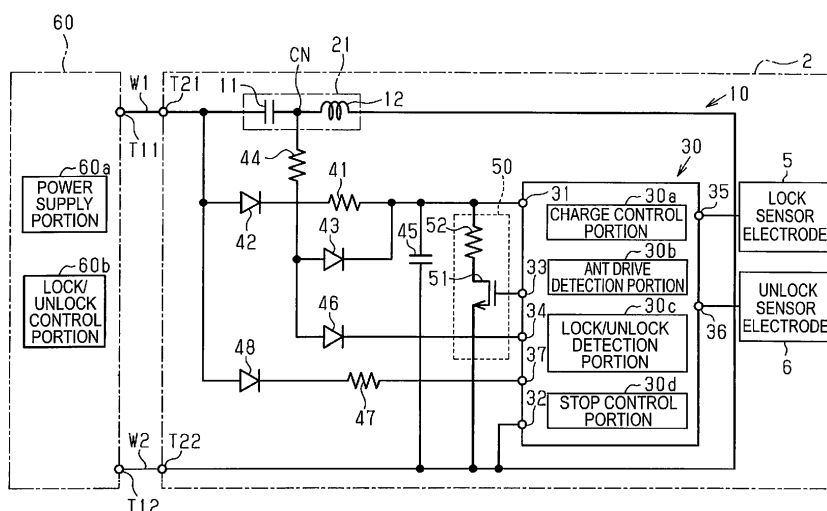 60
CN
21
2
W1
T21
11
12
10
T11
44
30
50
60a
POWER
SUPPLY
PORTION
41
31
30a
35
5
CHARGE CONTROL
PORTION
LOCK
SENSOR
ELECTRODE
42
43
45
52
30b
33
ANT DRIVE
DETECTION PORTION
60b
LOCK/
UNLOCK
CONTROL
PORTION
51
46
34
30c
LOCK/UNLOCK
DETECTION
PORTION
36
UNLOCK
SENSOR
ELECTRODE
6
48
37
47
32
30d
STOP CONTROL
PORTION
W2
T22
T12